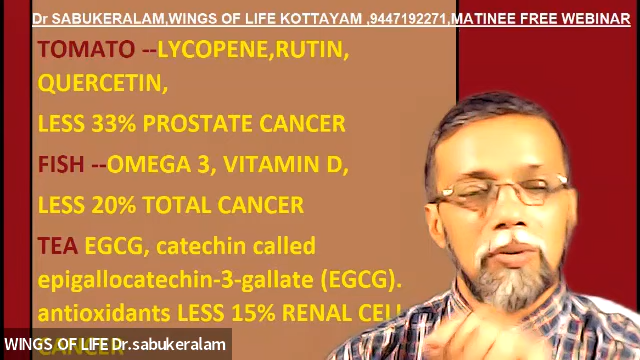 Dr SABUKERALAM,WINGS OF LIFE KOTTAYAM ,9447192271,MATINEE FREE WEBINAR
TOMATO --LYCOPENE,RUTIN,
QUERCETIN,
LESS 33% PROSTATE CANCER
FISH --OMEGA 3, VITAMIN D,
LESS 20% TOTAL CANCER
TEA EGCG, catechin called
epigallocatechin-3-gallate (EGCG).
antioxidants LESS 15% RENAL CELL
CANCER
WINGS OF LIFE Dr.sabukeralam